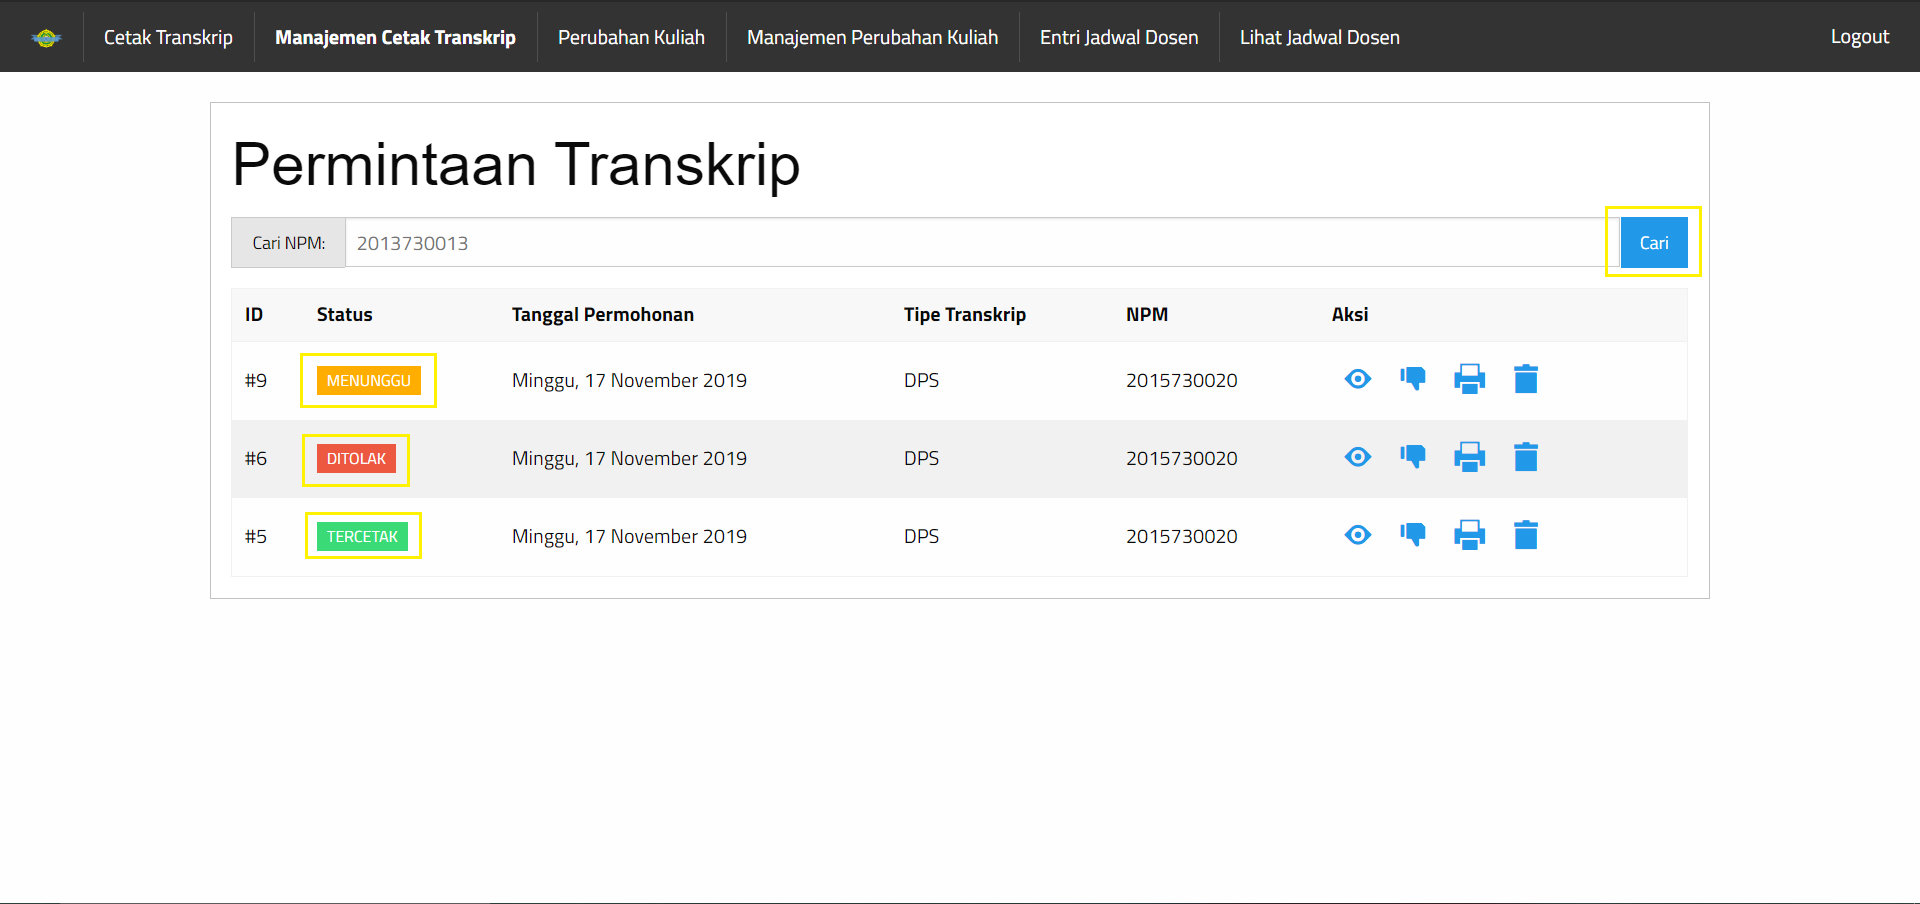 Cetak Transkrip Manajemen Cetak Transkrip Perubahan Kuliah Manajemen Perubahan Kuliah Entri Jadwal Dosen Lihat Jadwal Dosen Logout
Permintaan Transkrip
Cari NPM: 2013730013 Cari
ID Status Tanggal Permohonan Tipe Transkrip NPM Aksi
#9 MENUNGGU Minggu, 17 November 2019 DPS 2015730020
#6 DITOLAK Minggu, 17 November 2019 DPS 2015730020
#5 TERCETAK Minggu, 17 November 2019 DPS 2015730020